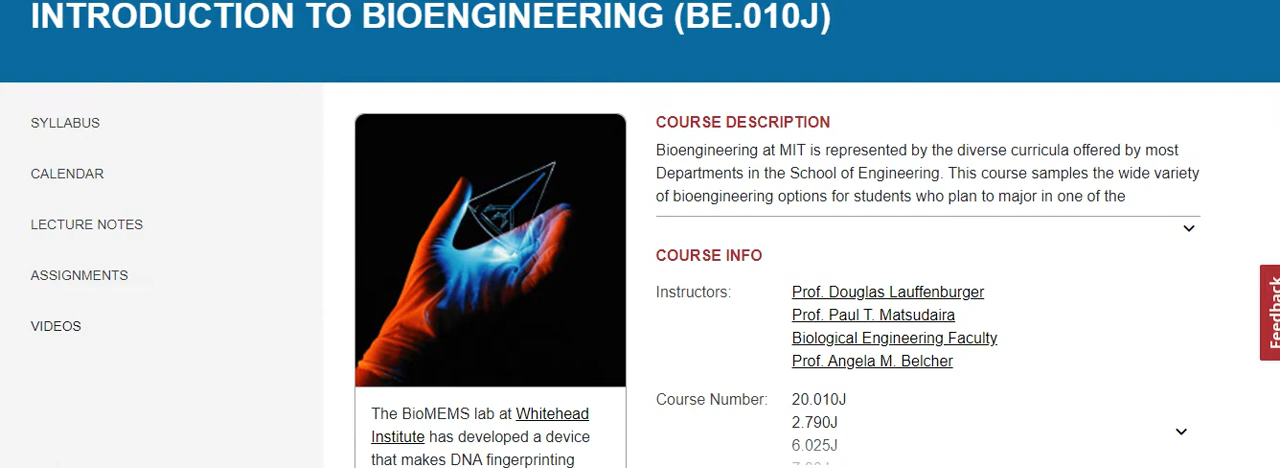 INTRODUCTION TO BIOENGINEERING (BE.010J)
SYLLABUS
CALENDAR
LECTURE NOTES
ASSIGNMENTS
VIDEOS
The BioMEMS lab at Whitehead
Institute has developed a device
that makes DNA fingerprinting
COURSE DESCRIPTION
Bioengineering at MIT is represented by the diverse curricula offered by most
Departments in the School of Engineering. This course samples the wide variety
of bioengineering options for students who plan to major in one of the
COURSE INFO
Instructors:
Prof. Douglas Lauffenburger
Prof. Paul T. Matsudaira
Biological Engineering Faculty
Prof. Angela M. Belcher
Course Number:
20.010J
2.790J
6.025J
Feedback